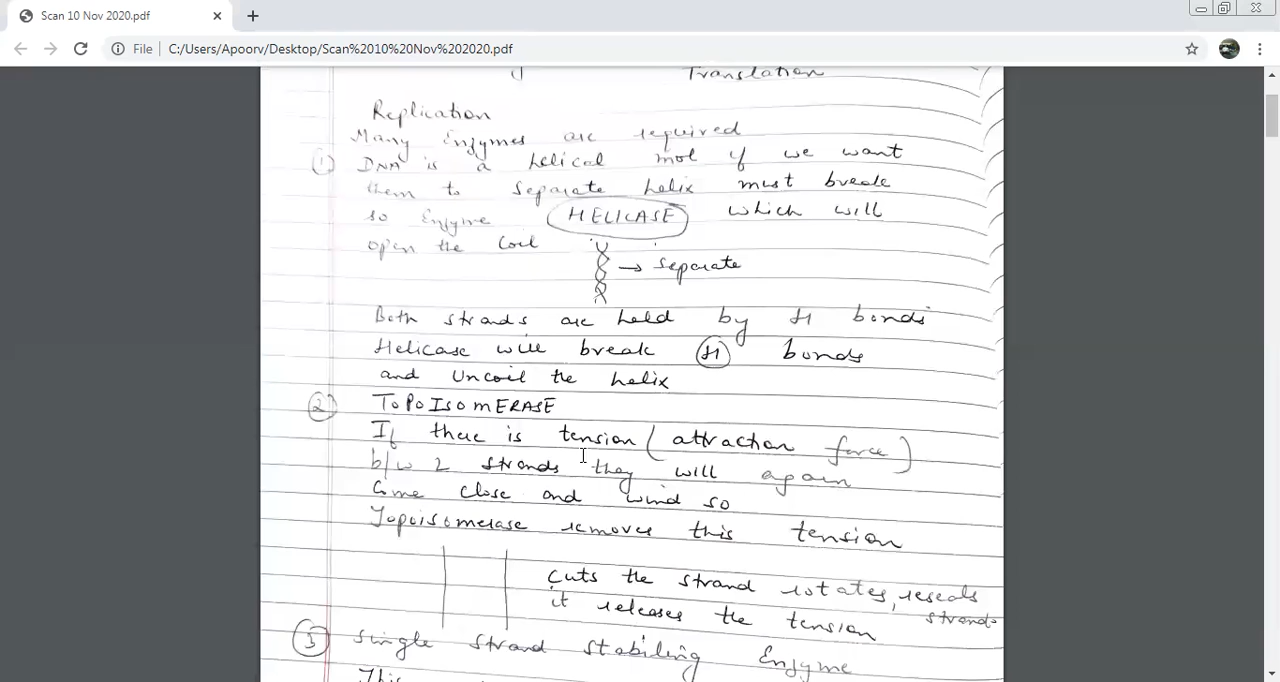 Scan 10 Nov 2020.pdf
File C:/Users/Apoorv/Desktop/Scan%2010%20Nov%202020.pdf
Translation
Replication
Many Enzymes are required
① DNA is a helical mol if we want
them to separate helix must break
so Enzyme HELICASE which will
open the coil
→ separate
Both strands are held by H bonds
Helicase will break H bonds
and Uncoil the helix
② TOPOISOMERASE
If there is tension (attraction force)
b/w 2 strands they will again
Come close and wind so
Topoisomerase removes this tension
Cuts the strand rotates, reseals
it releases the tension strands
③ Single strand stabiling Enzyme
This